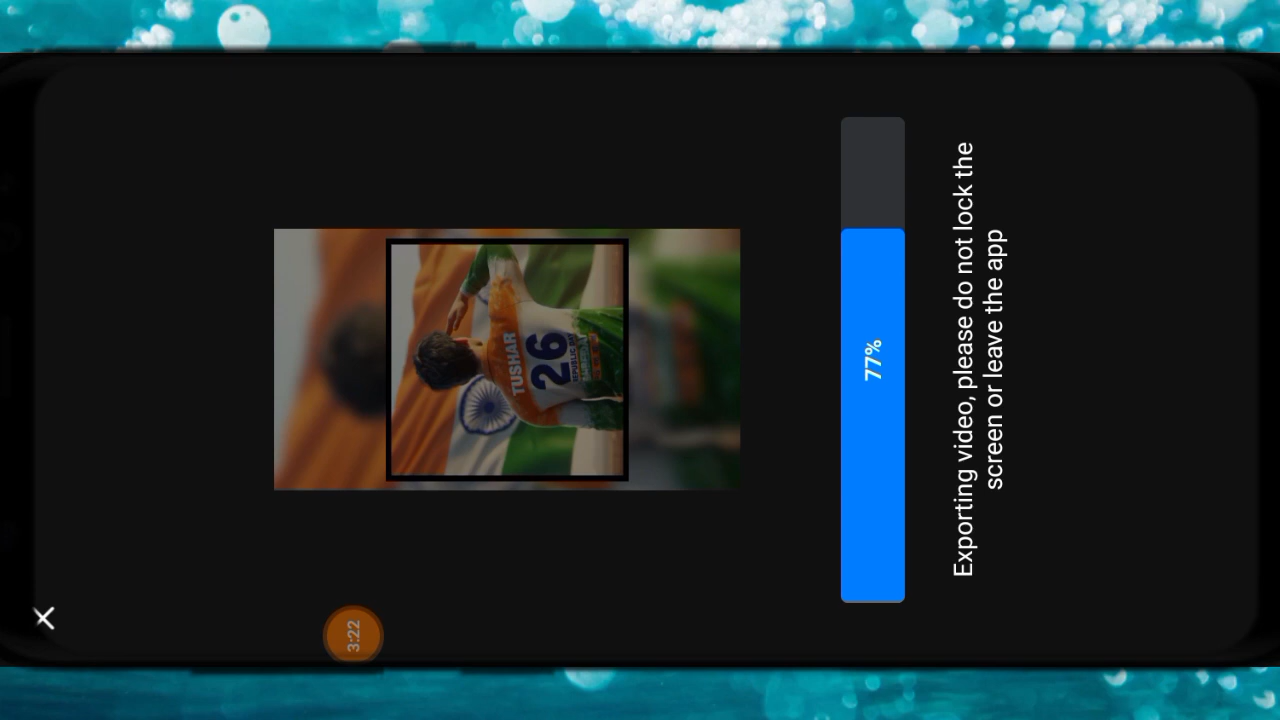 TUSHAR
26
77%
Exporting video, please do not lock the
screen or leave the app
3:22